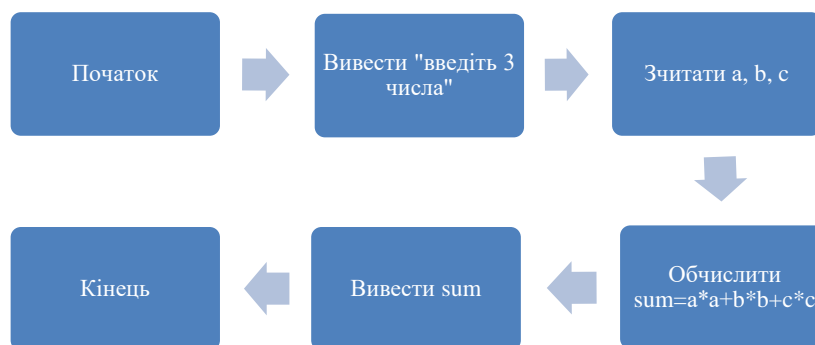 Початок
Вивести "введіть 3
числа"
Зчитати a, b, c
Обчислити
sum=a*a+b*b+c*c
Вивести sum
Кінець